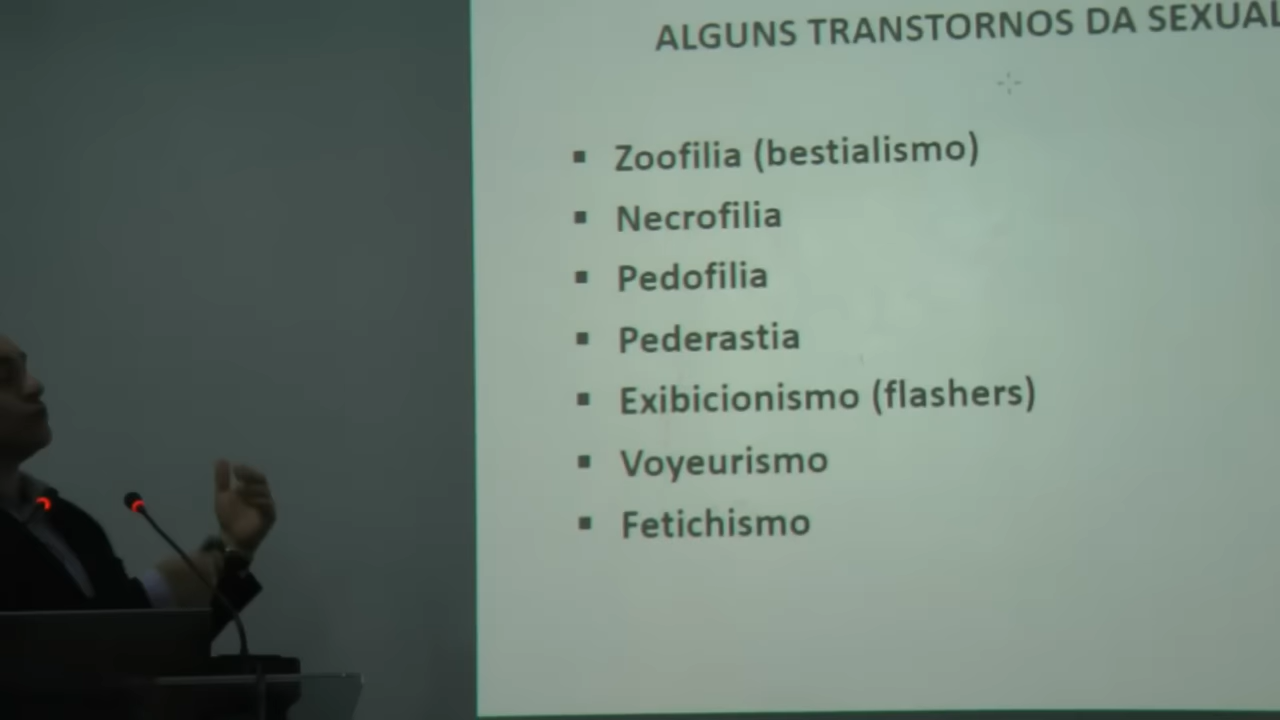 ALGUNS TRANSTORNOS DA SEXUAL
Zoofilia (bestialismo)
Necrofilia
Pedofilia
Pederastia
Exibicionismo (flashers)
Voyeurismo
Fetichismo